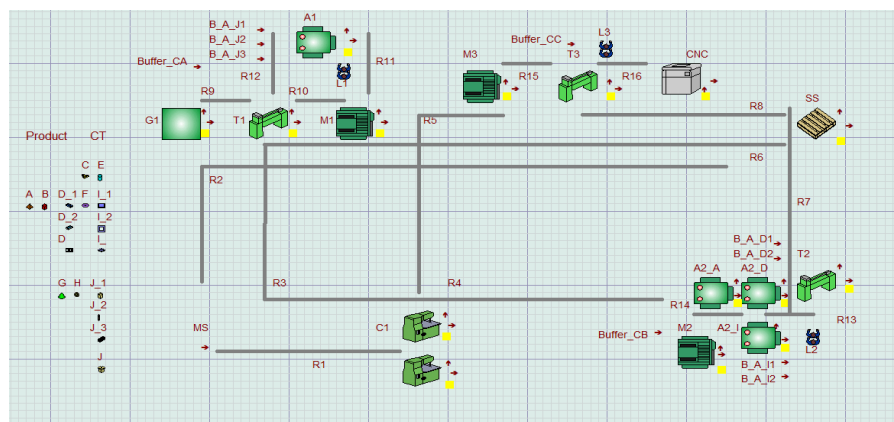 A1
B_A_J1
B_A_J2
B_A_J3
L1
Buffer_CA
R12
R11
R9
R10
G1
T1
M1
M3
Buffer_CC
T3
L3
CNC
R15
R16
R5
R8
SS
Product CT
R6
R2
C E
A B D_1 F I_1
D_2 I_2
D I_
R7
B_A_D1
B_A_D2
T2
A2_A A2_D
G H J_1
J_2
J_3
J
R3
R4
R14
R13
MS
C1
Buffer_CB
M2
A2_I
L2
R1
B_A_I1
B_A_I2